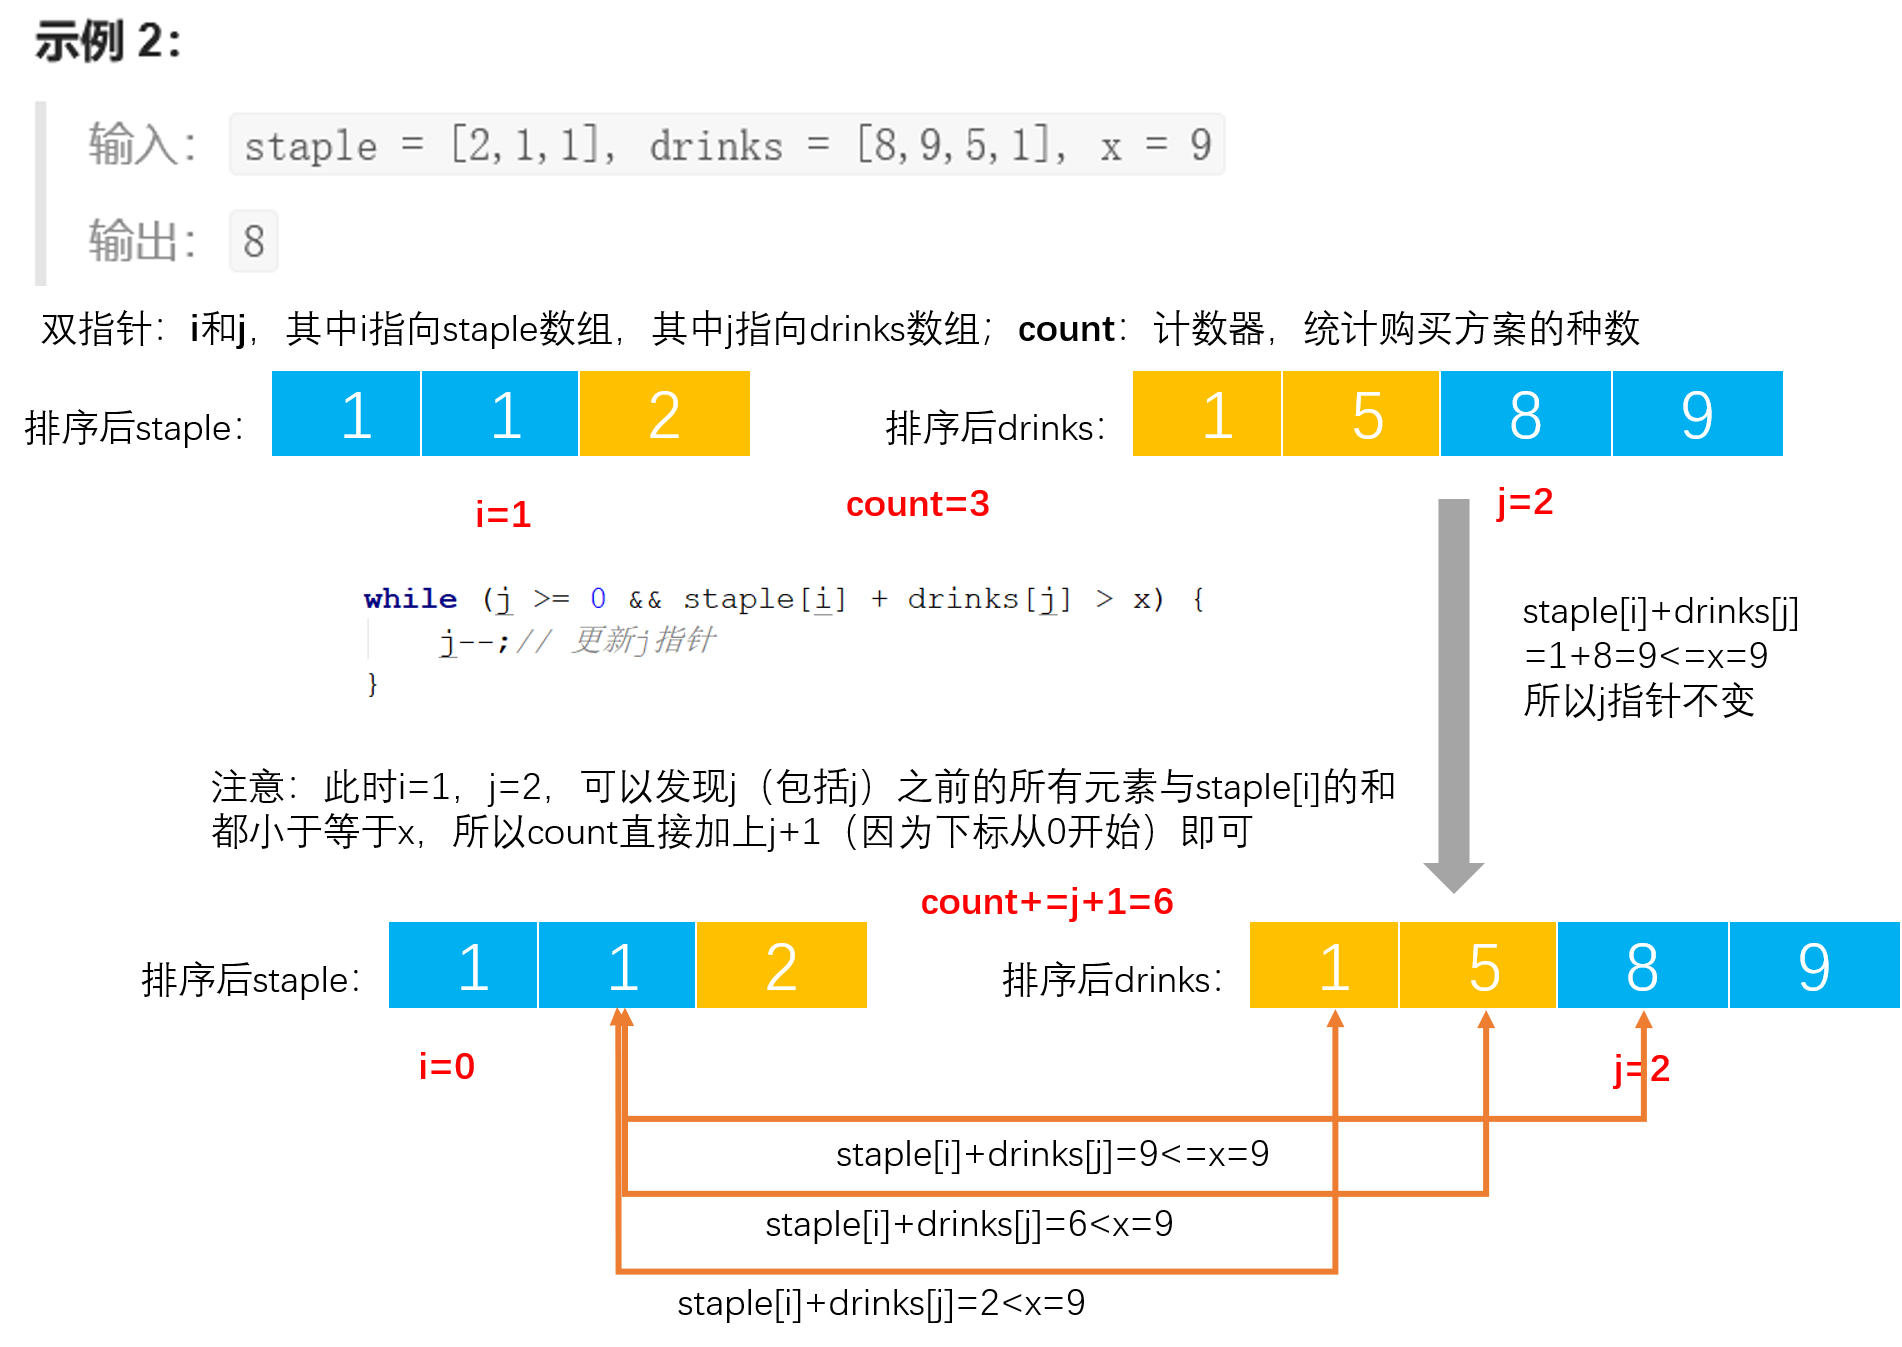 示例 2：
输入： staple = [2,1,1], drinks = [8,9,5,1], x = 9
输出： 8
双指针：i和j，其中i指向staple数组，其中j指向drinks数组；count：计数器，统计购买方案的种数
排序后staple： 1 1 2 排序后drinks： 1 5 8 9
i=1 count=3 j=2
while (j >= 0 && staple[i] + drinks[j] > x) {
j--;// 更新j指针
}
staple[i]+drinks[j]
=1+8=9<=x=9
所以j指针不变
注意：此时i=1，j=2，可以发现j（包括j）之前的所有元素与staple[i]的和
都小于等于x，所以count直接加上j+1（因为下标从0开始）即可
count+=j+1=6
排序后staple： 1 1 2 排序后drinks： 1 5 8 9
i=0 j=2
staple[i]+drinks[j]=9<=x=9
staple[i]+drinks[j]=6<x=9
staple[i]+drinks[j]=2<x=9